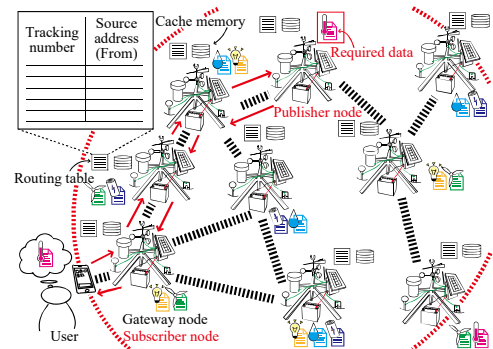 Tracking
number
Source
address
(From)
Cache memory
Required data
Publisher node
Routing table
Gateway node
Subscriber node
User